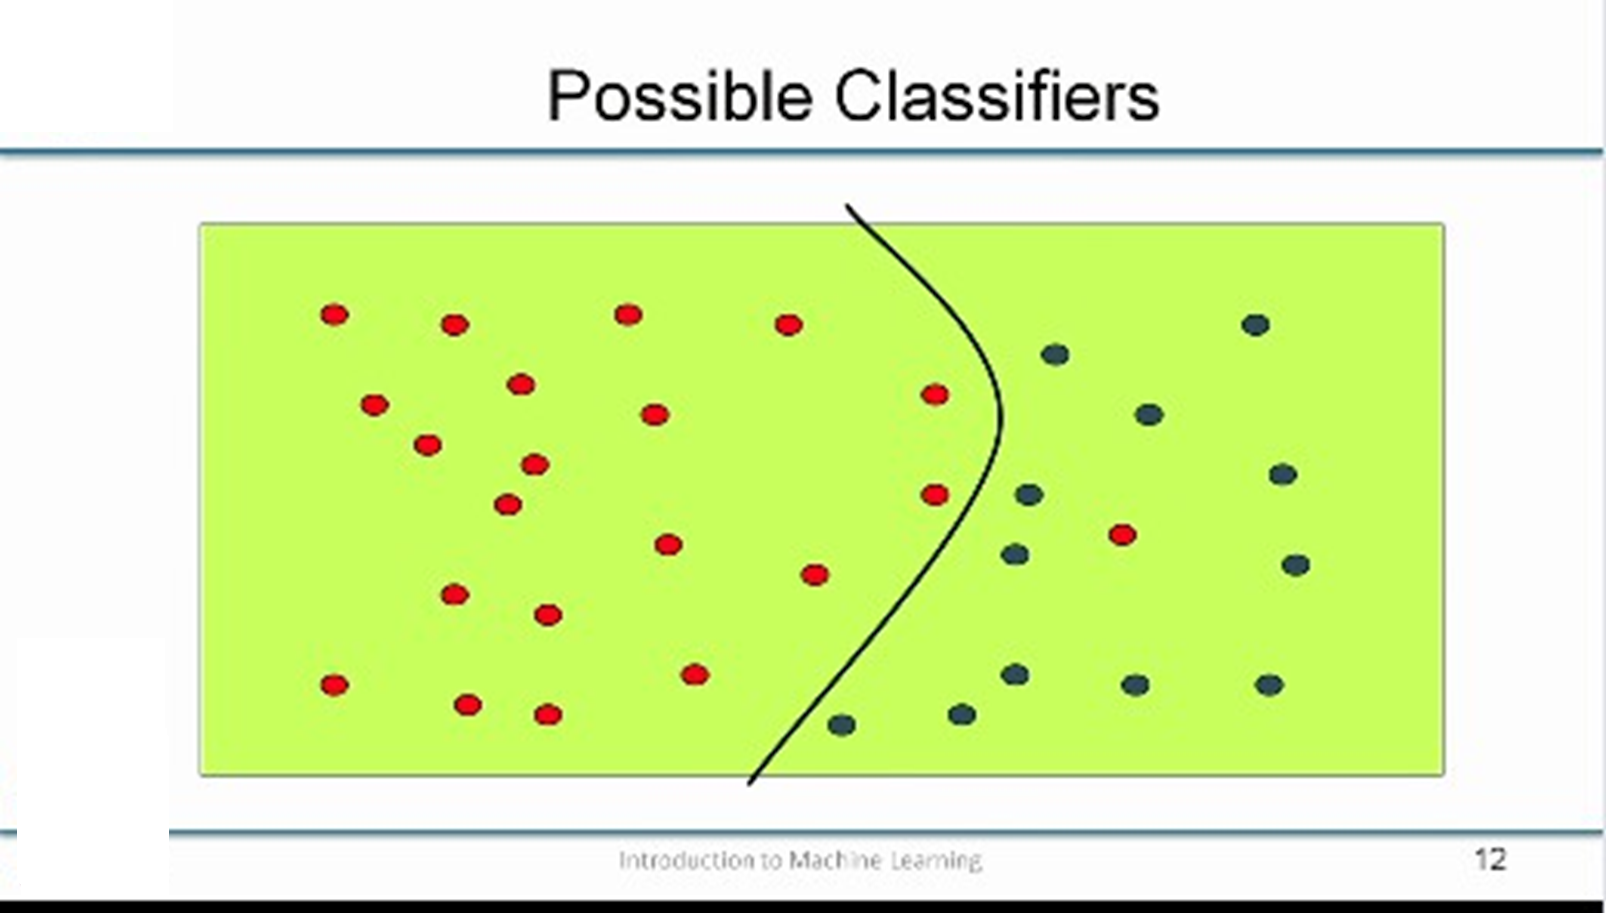 Possible Classifiers
Introduction to Machine Learning
12